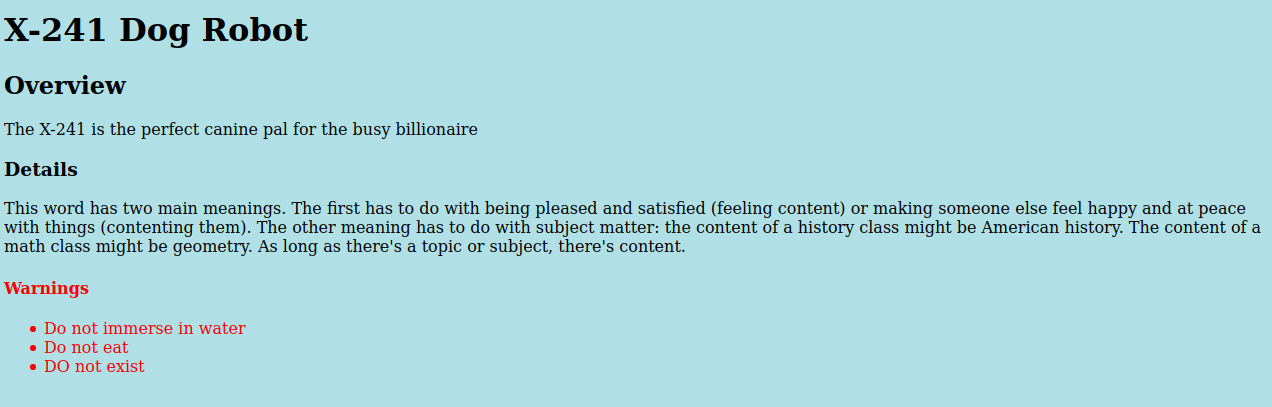 X-241 Dog Robot
Overview
The X-241 is the perfect canine pal for the busy billionaire
Details
This word has two main meanings. The first has to do with being pleased and satisfied (feeling content) or making someone else feel happy and at peace
with things (contenting them). The other meaning has to do with subject matter: the content of a history class might be American history. The content of a
math class might be geometry. As long as there's a topic or subject, there's content.
Warnings
• Do not immerse in water
• Do not eat
• DO not exist